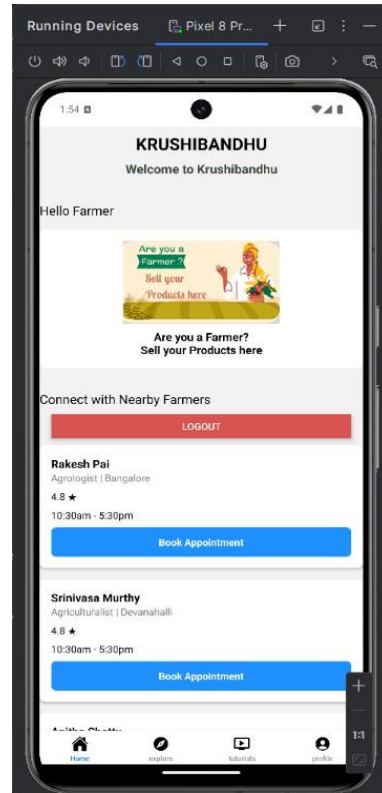 Running Devices
Pixel 8 Pr...
1:54
KRUSHIBANDHU
Welcome to Krushibandhu
Hello Farmer
Are you a
Farmer ?
Sell your
Products here
Are you a Farmer?
Sell your Products here
Connect with Nearby Farmers
LOGOUT
Rakesh Pai
Agrologist | Bangalore
4.8 ★
10:30am - 5:30pm
Book Appointment
Srinivasa Murthy
Agriculturalist | Devanahalli
4.8 ★
10:30am - 5:30pm
Book Appointment
1:1
Home
explore
tutorials
profile